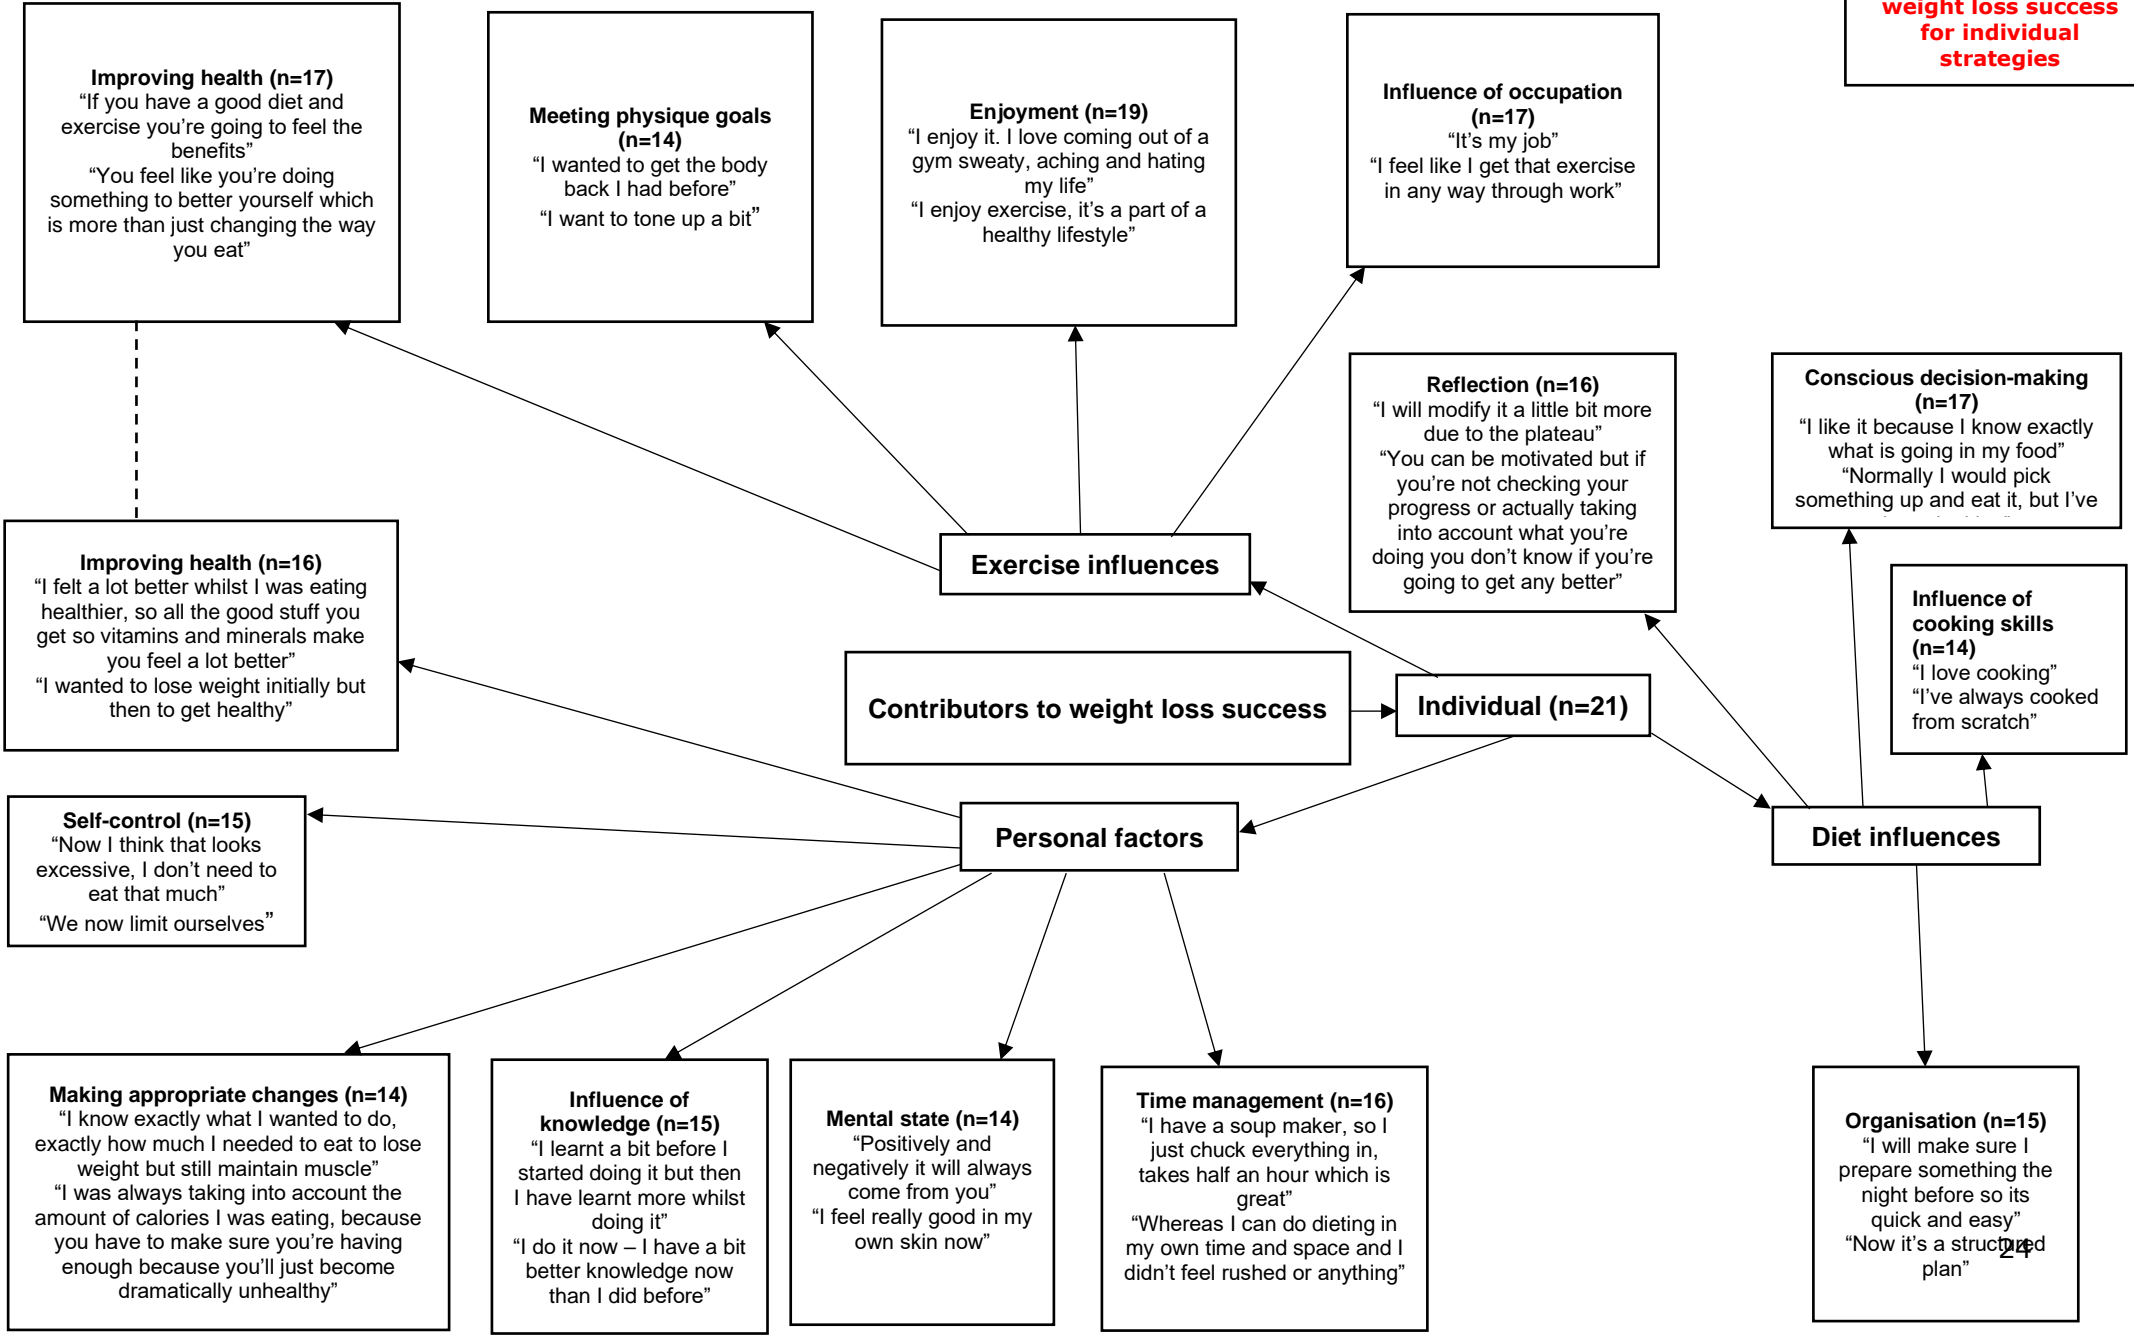 weight loss success
for individual
strategies
Improving health (n=17)
“If you have a good diet and
exercise you’re going to feel the
benefits”
“You feel like you’re doing
something to better yourself which
is more than just changing the way
you eat”
Meeting physique goals
(n=14)
“I wanted to get the body
back I had before”
“I want to tone up a bit”
Enjoyment (n=19)
“I enjoy it. I love coming out of a
gym sweaty, aching and hating
my life”
“I enjoy exercise, it’s a part of a
healthy lifestyle”
Influence of occupation
(n=17)
“It’s my job”
“I feel like I get that exercise
in any way through work”
Reflection (n=16)
“I will modify it a little bit more
due to the plateau”
“You can be motivated but if
you’re not checking your
progress or actually taking
into account what you’re
doing you don’t know if you’re
going to get any better”
Conscious decision-making
(n=17)
“I like it because I know exactly
what is going in my food”
“Normally I would pick
something up and eat it, but I’ve
Exercise influences
Improving health (n=16)
“I felt a lot better whilst I was eating
healthier, so all the good stuff you
get so vitamins and minerals make
you feel a lot better”
“I wanted to lose weight initially but
then to get healthy”
Influence of
cooking skills
(n=14)
“I love cooking”
“I’ve always cooked
from scratch”
Contributors to weight loss success
Individual (n=21)
Self-control (n=15)
“Now I think that looks
excessive, I don’t need to
eat that much”
“We now limit ourselves”
Personal factors
Diet influences
Making appropriate changes (n=14)
“I know exactly what I wanted to do,
exactly how much I needed to eat to lose
weight but still maintain muscle”
“I was always taking into account the
amount of calories I was eating, because
you have to make sure you’re having
enough because you’ll just become
dramatically unhealthy”
Influence of
knowledge (n=15)
“I learnt a bit before I
started doing it but then
I have learnt more whilst
doing it”
“I do it now – I have a bit
better knowledge now
than I did before”
Mental state (n=14)
“Positively and
negatively it will always
come from you”
“I feel really good in my
own skin now”
Time management (n=16)
“I have a soup maker, so I
just chuck everything in,
takes half an hour which is
great”
“Whereas I can do dieting in
my own time and space and I
didn’t feel rushed or anything”
Organisation (n=15)
“I will make sure I
prepare something the
night before so its
quick and easy”
“Now it’s a structured
plan”
24